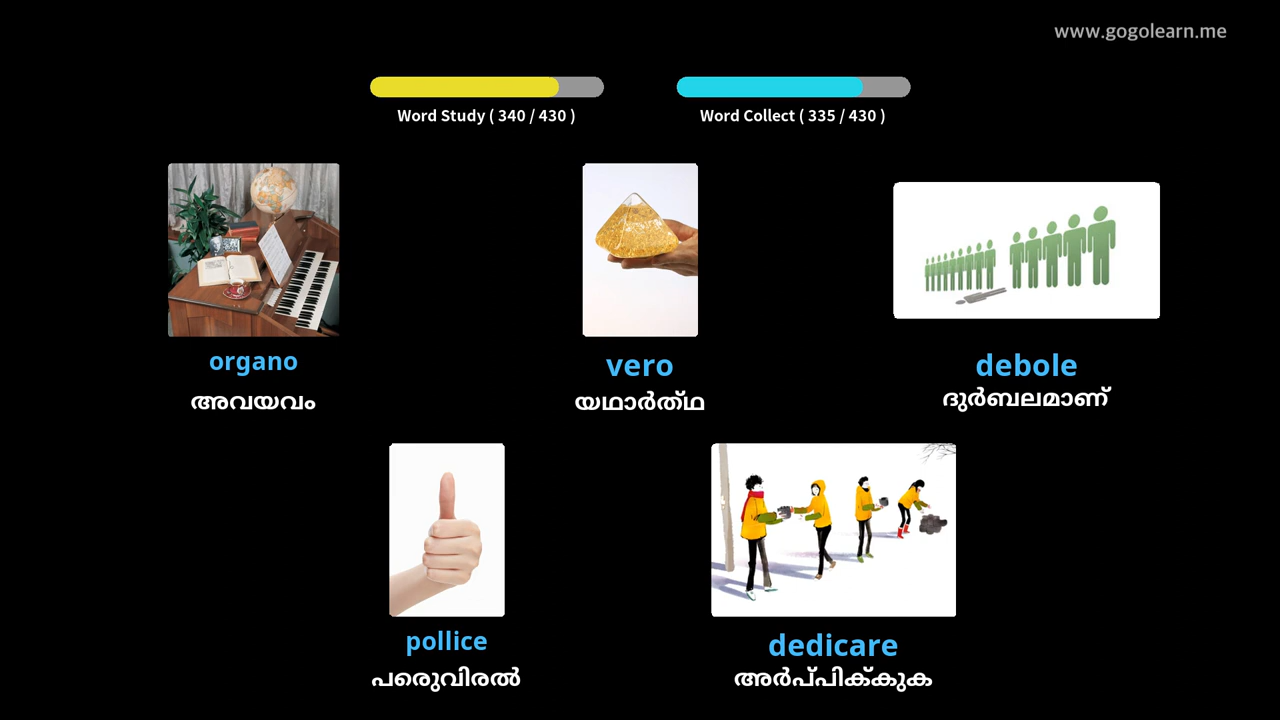 www.gogolearn.me
Word Study ( 340 / 430 )
Word Collect ( 335 / 430 )
organo
vero
debole
അവയവം
യഥാർത്ഥ
ദുർബലമാണ്
pollice
dedicare
പെരുവിരൽ
അർപ്പിക്കുക